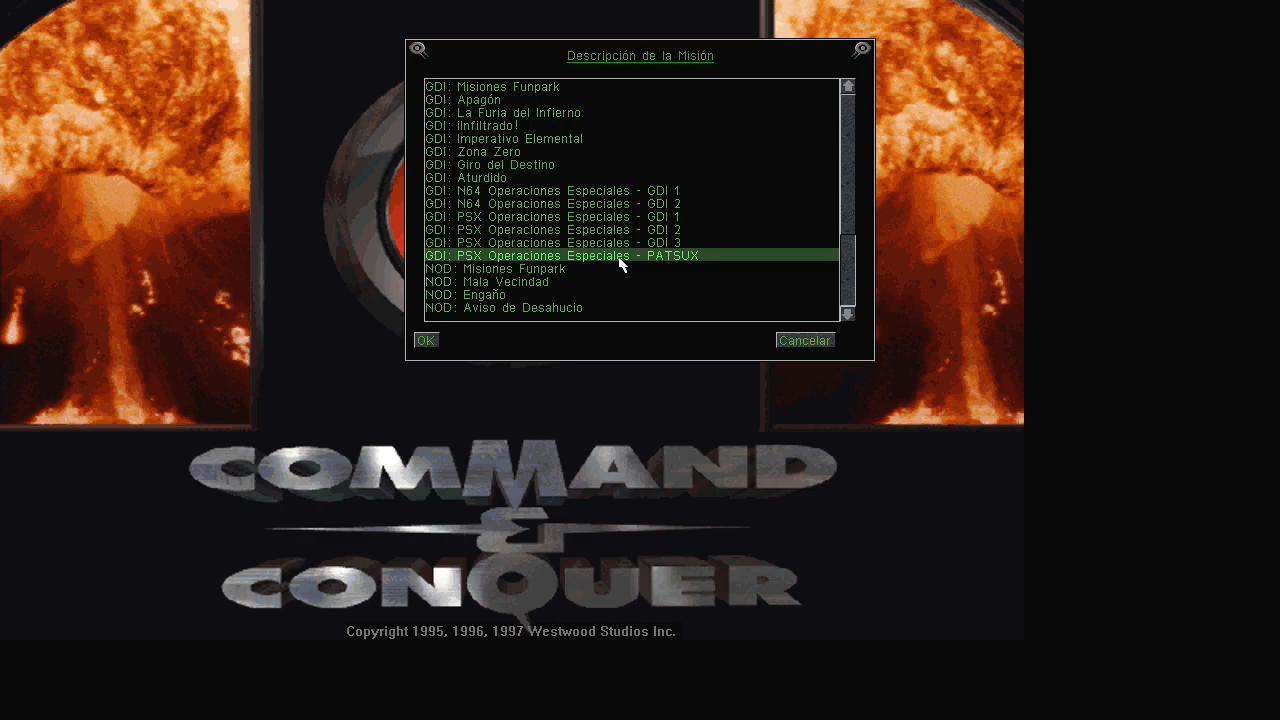 Descripción de la Misión
GDI: Misiones Funpark
GDI: Apagón
GDI: La Furia del Infierno
GDI: ¡Infiltrado!
GDI: Imperativo Elemental
GDI: Zona Zero
GDI: Giro del Destino
GDI: Aturdido
GDI: N64 Operaciones Especiales - GDI 1
GDI: N64 Operaciones Especiales - GDI 2
GDI: PSX Operaciones Especiales - GDI 1
GDI: PSX Operaciones Especiales - GDI 2
GDI: PSX Operaciones Especiales - GDI 3
GDI: PSX Operaciones Especiales - PATSUX
NOD: Misiones Funpark
NOD: Mala Vecindad
NOD: Engaño
NOD: Aviso de Desahucio
OK Cancelar
COMMAND
&
CONQUER
Copyright 1995, 1996, 1997 Westwood Studios Inc.